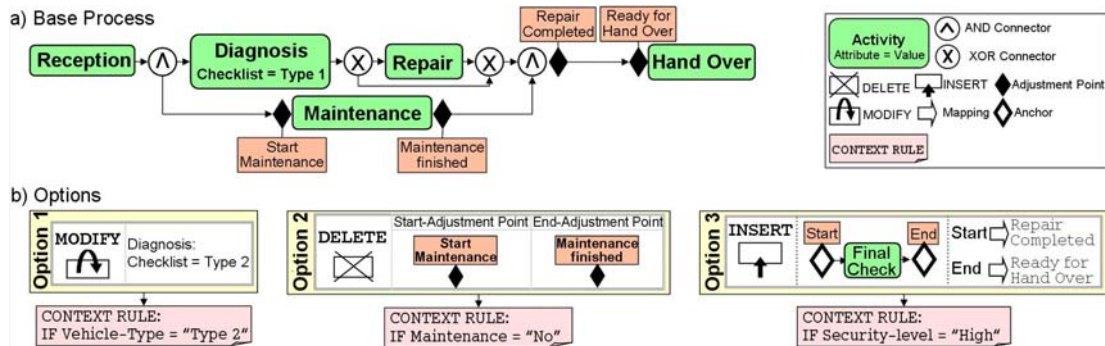 a) Base Process
Reception
Diagnosis
Checklist = Type 1
Repair
Repair
Completed
Ready for
Hand Over
Hand Over
Maintenance
Start
Maintenance
Maintenance
finished
Activity
Attribute = Value
AND Connector
XOR Connector
DELETE
INSERT
Adjustment Point
MODIFY
Mapping
Anchor
CONTEXT RULE
b) Options
Option 1
MODIFY
Diagnosis:
Checklist = Type 2
CONTEXT RULE:
IF Vehicle-Type = “Type 2”
Option 2
DELETE
Start-Adjustment Point
End-Adjustment Point
Start
Maintenance
Maintenance
finished
CONTEXT RULE:
IF Maintenance = “No”
Option 3
INSERT
Start
Final
Check
End
Start
Repair
Completed
End
Ready for
Hand Over
CONTEXT RULE:
IF Security-level = “High”